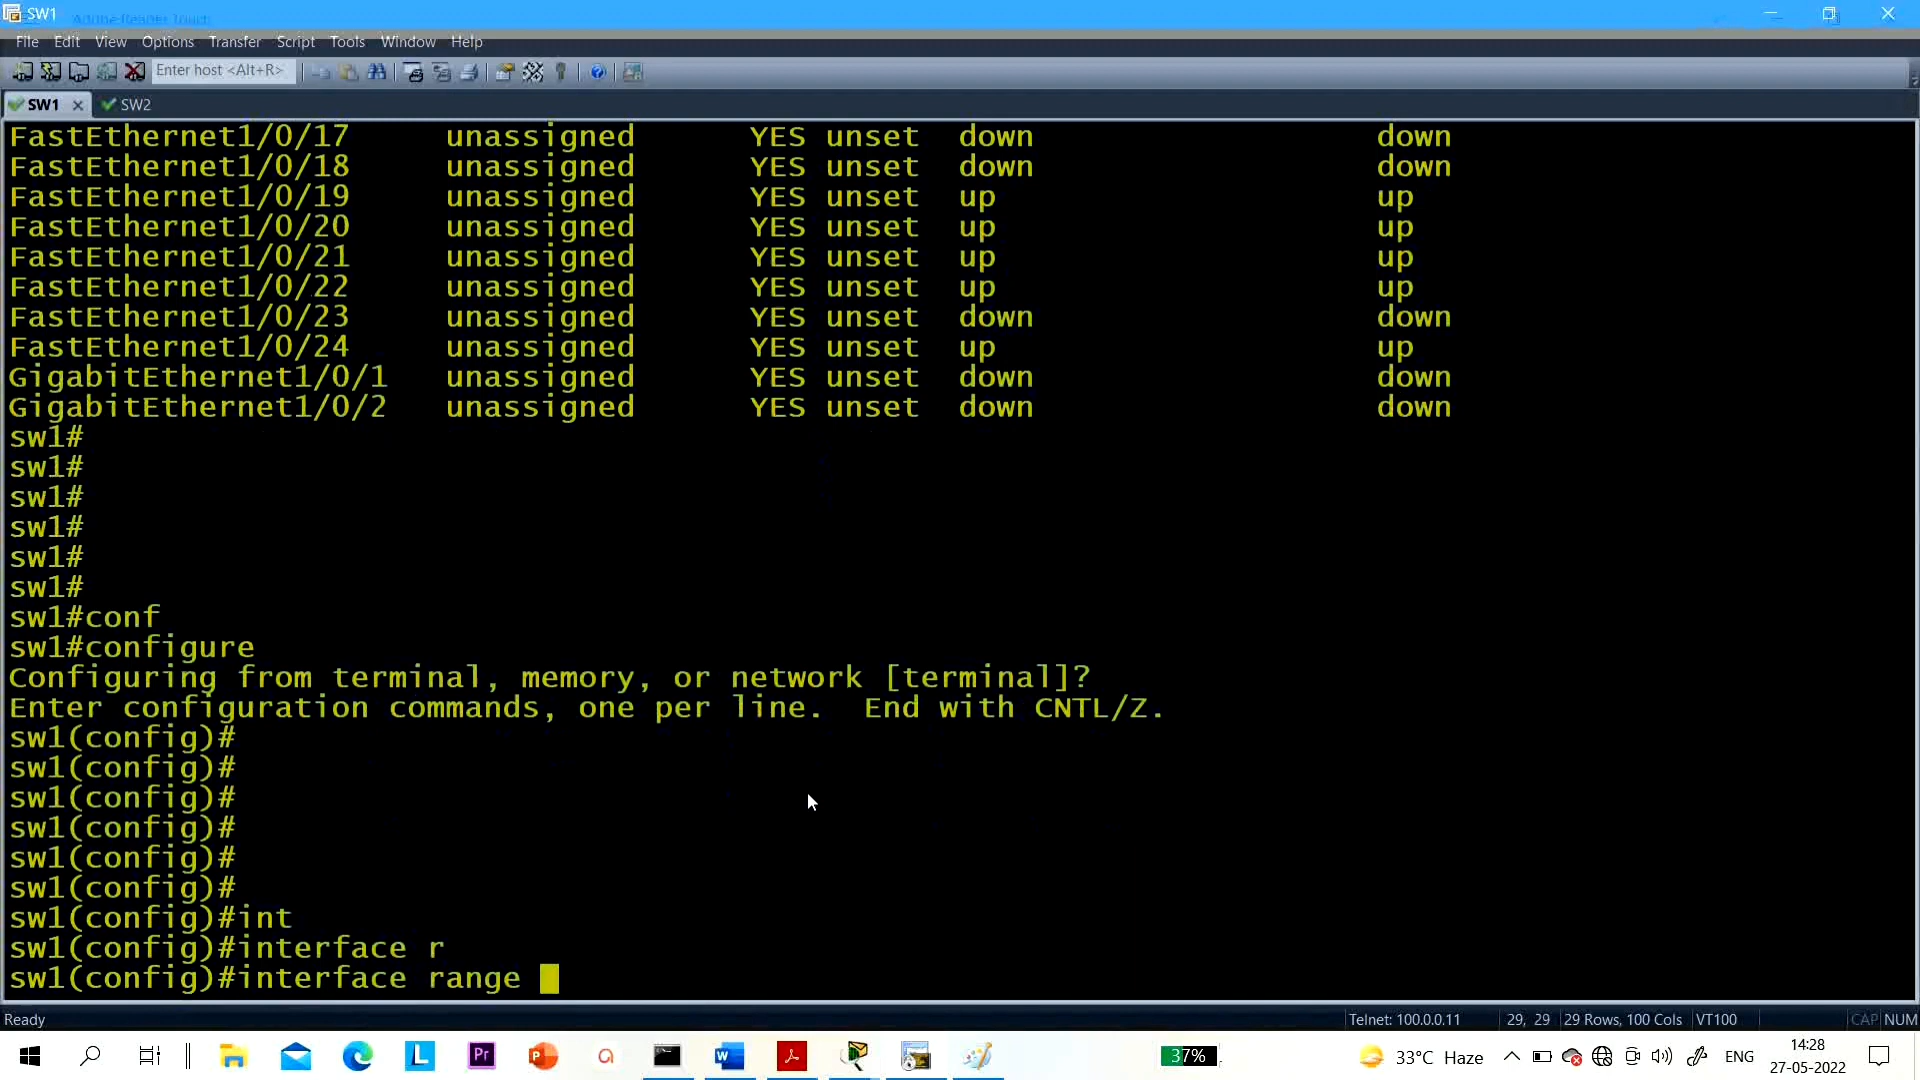 SW1
File Edit View Options Transfer Script Tools Window Help
Enter host <Alt+R>
SW1 SW2
FastEthernet1/0/17 unassigned YES unset down down
FastEthernet1/0/18 unassigned YES unset down down
FastEthernet1/0/19 unassigned YES unset up up
FastEthernet1/0/20 unassigned YES unset up up
FastEthernet1/0/21 unassigned YES unset up up
FastEthernet1/0/22 unassigned YES unset up up
FastEthernet1/0/23 unassigned YES unset down down
FastEthernet1/0/24 unassigned YES unset up up
GigabitEthernet1/0/1 unassigned YES unset down down
GigabitEthernet1/0/2 unassigned YES unset down down
sw1#
sw1#
sw1#
sw1#
sw1#
sw1#
sw1#conf
sw1#configure
Configuring from terminal, memory, or network [terminal]?
Enter configuration commands, one per line. End with CNTL/Z.
sw1(config)#
sw1(config)#
sw1(config)#
sw1(config)#
sw1(config)#
sw1(config)#
sw1(config)#int
sw1(config)#interface r
sw1(config)#interface range
Ready Telnet: 100.0.0.11 29, 29 29 Rows, 100 Cols VT100 CAP NUM
L Pr P W 37% 33°C Haze ENG 14:28
27-05-2022